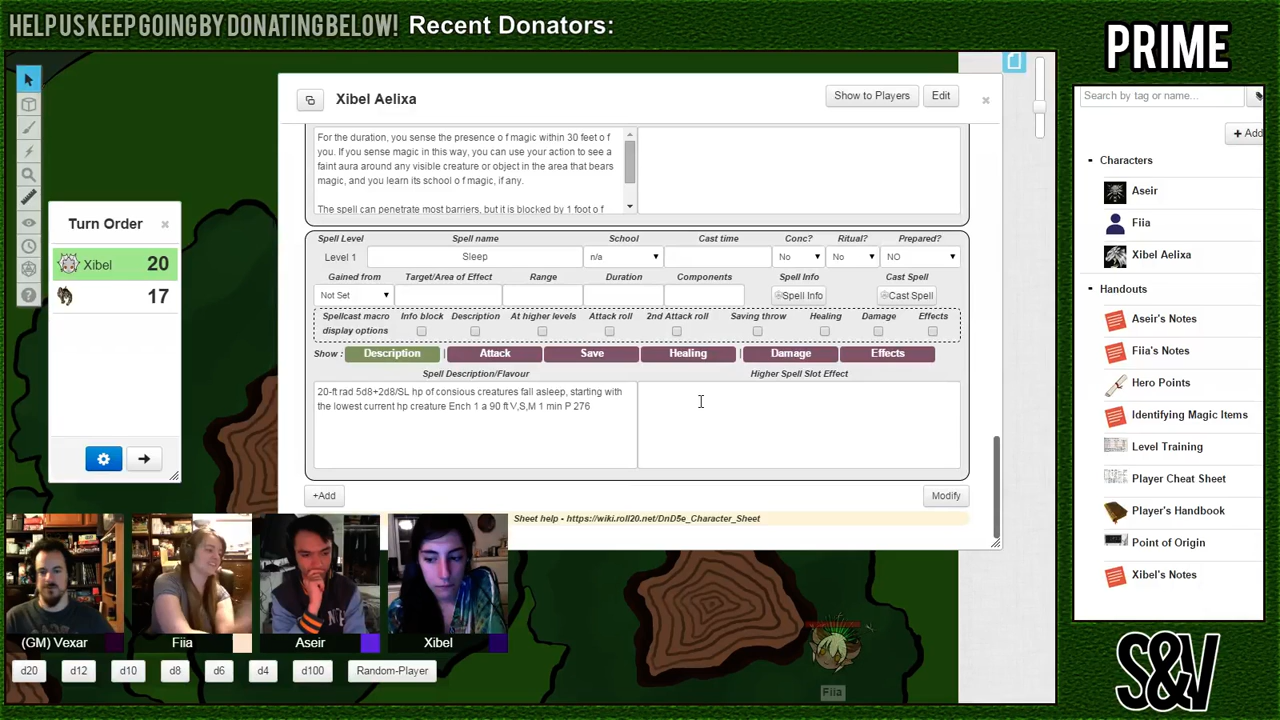 HELP US KEEP GOING BY DONATING BELOW! Recent Donators:
PRIME
Xibel Aelixa
Show to Players
Edit
×
Search by tag or name...
+ Add
Characters
Aseir
Fiia
Xibel Aelixa
Handouts
Aseir's Notes
Fiia's Notes
Hero Points
Identifying Magic Items
Level Training
Player Cheat Sheet
Player's Handbook
Point of Origin
Xibel's Notes
Turn Order ×
Xibel 20
17
For the duration, you sense the presence o f magic within 30 feet o f
you. If you sense magic in this way, you can use your action to see a
faint aura around any visible creature or object in the area that bears
magic, and you learn its school o f magic, if any.
The spell can penetrate most barriers, but it is blocked by 1 foot o f
Spell Level Spell name School Cast time Conc? Ritual? Prepared?
Level 1 Sleep n/a No No NO
Gained from Target/Area of Effect Range Duration Components Spell Info Cast Spell
Not Set Spell Info Cast Spell
Spellcast macro Info block Description At higher levels Attack roll 2nd Attack roll Saving throw Healing Damage Effects
display options
Show : Description | Attack Save Healing | Damage Effects
Spell Description/Flavour Higher Spell Slot Effect
20-ft rad 5d8+2d8/SL hp of consious creatures fall asleep, starting with
the lowest current hp creature Ench 1 a 90 ft V,S,M 1 min P 276
+Add Modify
Sheet help - https://wiki.roll20.net/DnD5e_Character_Sheet
(GM) Vexar Fiia Aseir Xibel
d20 d12 d10 d8 d6 d4 d100 Random-Player
Fiia
S&V